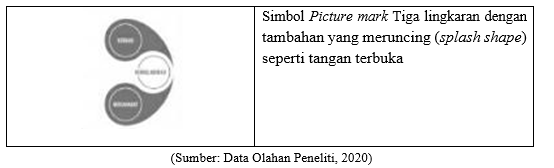 Simbol Picture mark Tiga lingkaran dengan
tambahan yang meruncing (splash shape)
seperti tangan terbuka
(Sumber: Data Olahan Peneliti, 2020)